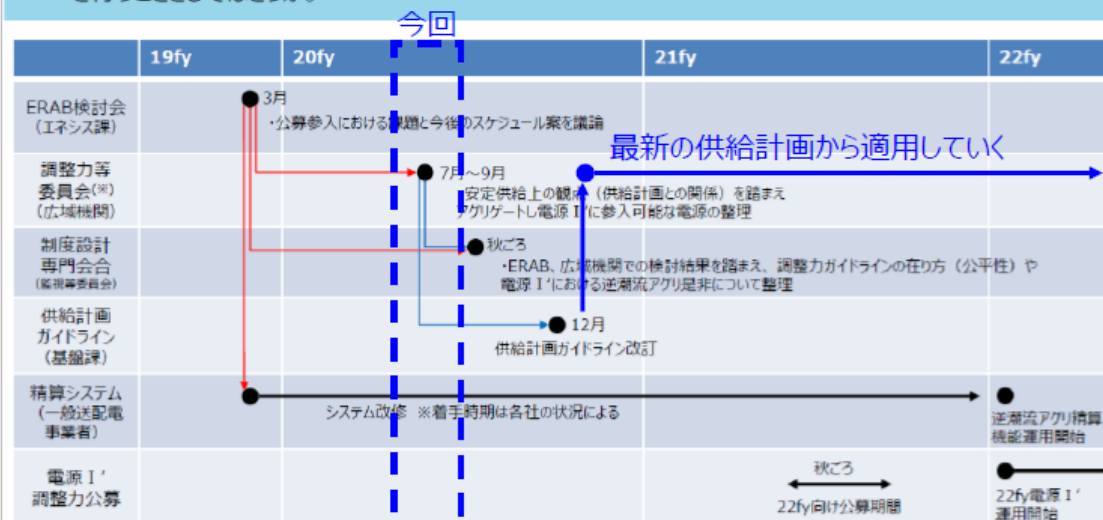 今回
19fy
20fy
21fy
22fy
ERAB検討会
(エネシス課)
3月
・公募参入における課題と今後のスケジュール案を議論
最新の供給計画から適用していく
調整力等
委員会(※)
(広域機関)
7月~9月
安定供給上の観点(供給計画との関係)を踏まえ
アグリゲートし電源Ⅰ'に参入可能な電源の整理
制度設計
専門会合
(監視等委員会)
秋ごろ
・ERAB、広域機関での検討結果を踏まえ、調整力ガイドラインの在り方(公平性)や
電源Ⅰ'における逆潮流アグリ是非について整理
供給計画
ガイドライン
(基盤課)
12月
供給計画ガイドライン改訂
精算システム
(一般送配電
事業者)
システム改修 ※着手時期は各社の状況による
逆潮流アグリ精算
機能運用開始
電源Ⅰ'
調整力公募
秋ごろ
22fy向け公募期間
22fy電源Ⅰ'
運用開始